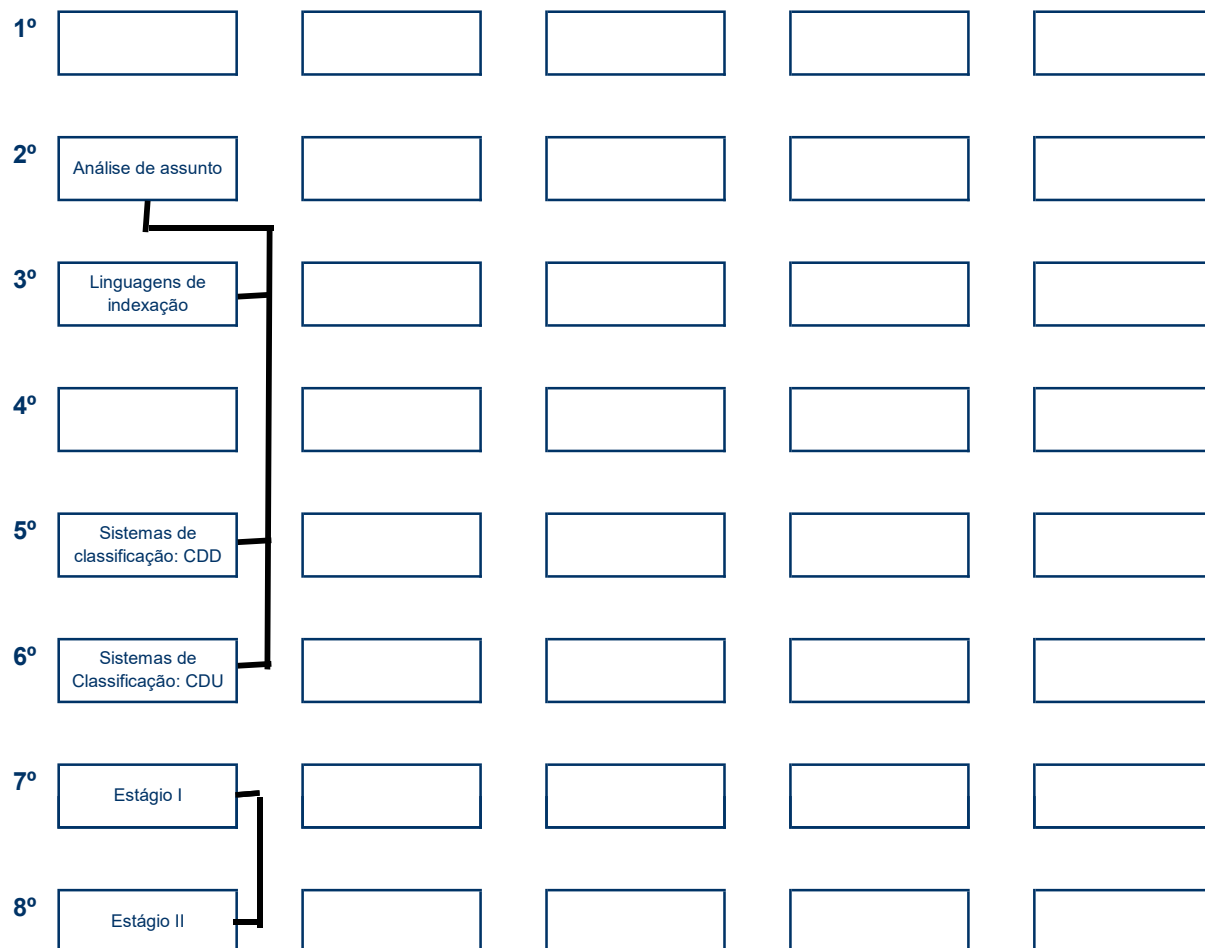 1º
2º
Análise de assunto
3º
Linguagens de
indexação
4º
5º
Sistemas de
classificação: CDD
6º
Sistemas de
Classificação: CDU
7º
Estágio I
8º
Estágio II